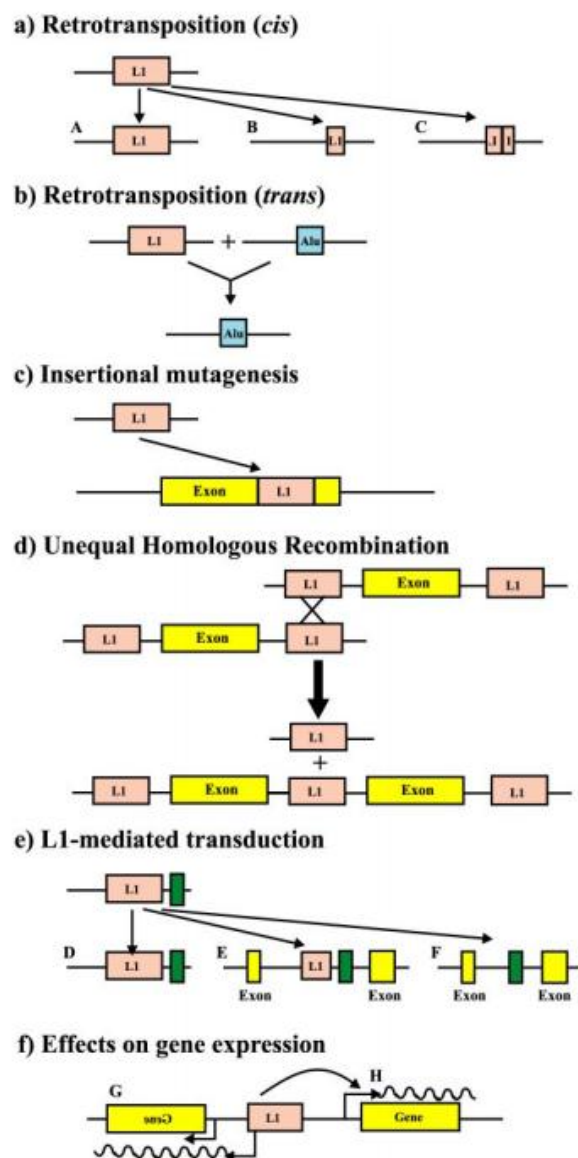 a) Retrotransposition (cis)
L1
A L1 B L1 C .1 1
b) Retrotransposition (trans)
L1 + Alu
Alu
c) Insertional mutagenesis
L1
Exon L1
d) Unequal Homologous Recombination
L1 Exon L1
L1 Exon L1
L1
+
L1 Exon L1 Exon L1
e) L1-mediated transduction
L1
D L1 E L1 F
Exon Exon Exon Exon
f) Effects on gene expression
G H
Gene L1 Gene